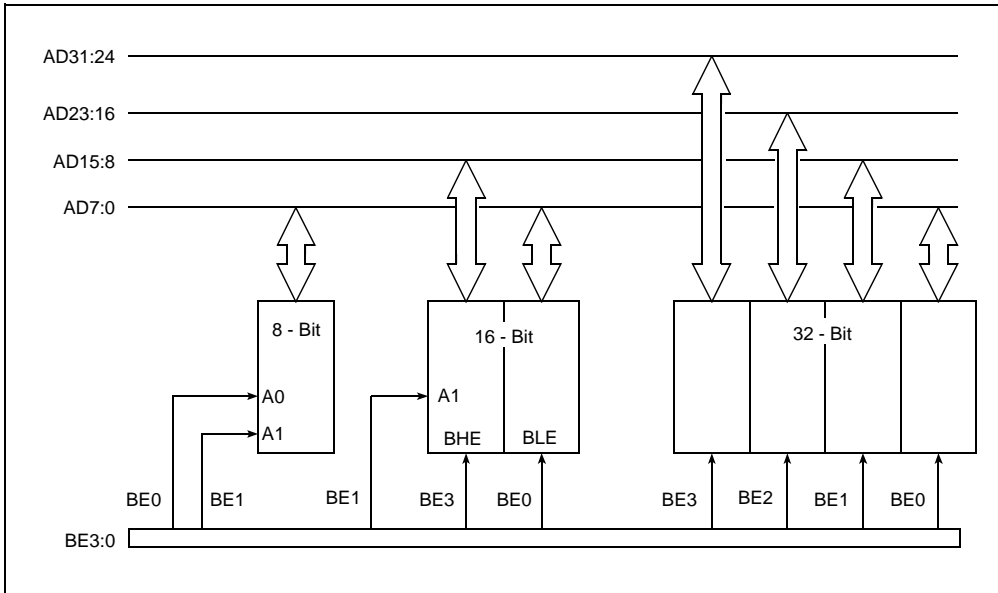 AD31:24
AD23:16
AD15:8
AD7:0
8 - Bit
16 - Bit
32 - Bit
A0
A1
A1
BHE
BLE
BE0
BE1
BE1
BE3
BE0
BE3
BE2
BE1
BE0
BE3:0